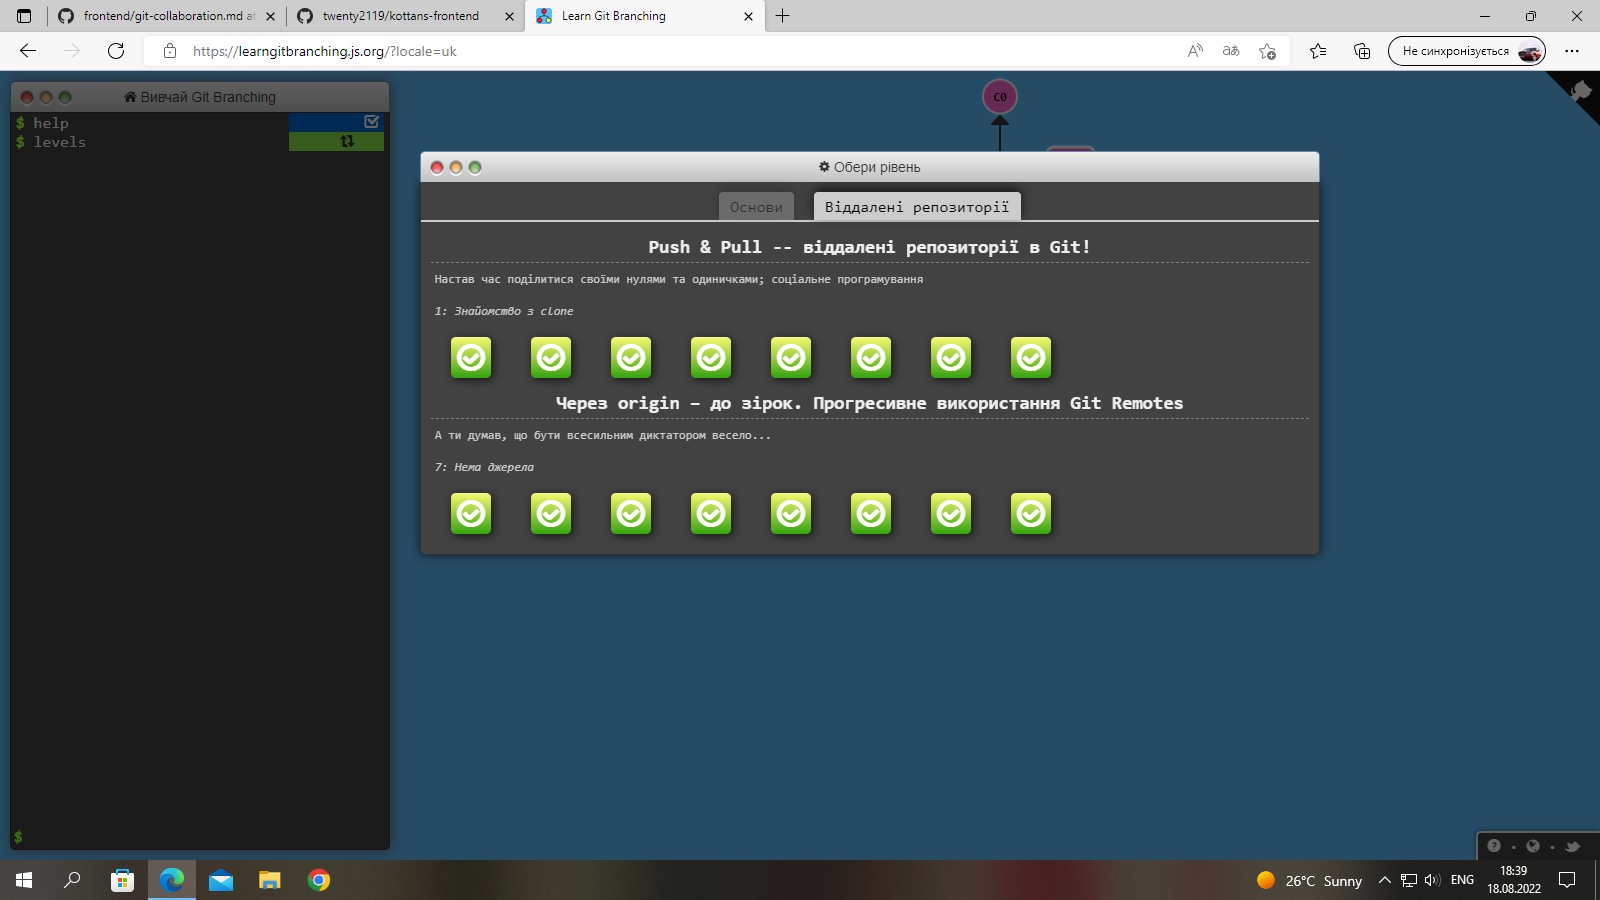 frontend/git-collaboration.md at
twenty2119/kottans-frontend
Learn Git Branching
https://learngitbranching.js.org/?locale=uk
Не синхронізується
Вивчай Git Branching
$ help
$ levels
$
C0
Обери рівень
Основи
Віддалені репозиторії
Push & Pull -- віддалені репозиторії в Git!
Настав час поділитися своїми нулями та одиничками; соціальне програмування
1: Знайомство з clone
Через origin – до зірок. Прогресивне використання Git Remotes
А ти думав, що бути всесильним диктатором весело...
7: Нема джерела
26°C Sunny
ENG
18:39
18.08.2022